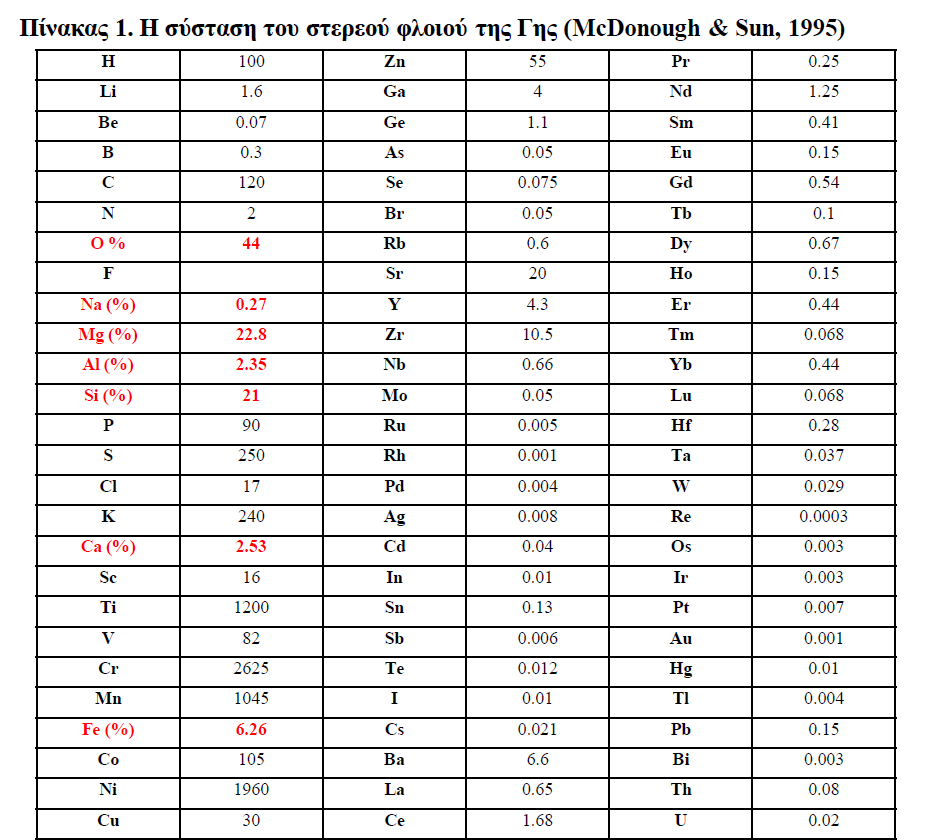 Πίνακας 1. Η σύσταση του στερεού φλοιού της Γης (McDonough & Sun, 1995)
H 100 Zn 55 Pr 0.25
Li 1.6 Ga 4 Nd 1.25
Be 0.07 Ge 1.1 Sm 0.41
B 0.3 As 0.05 Eu 0.15
C 120 Se 0.075 Gd 0.54
N 2 Br 0.05 Tb 0.1
O % 44 Rb 0.6 Dy 0.67
F Sr 20 Ho 0.15
Na (%) 0.27 Y 4.3 Er 0.44
Mg (%) 22.8 Zr 10.5 Tm 0.068
Al (%) 2.35 Nb 0.66 Yb 0.44
Si (%) 21 Mo 0.05 Lu 0.068
P 90 Ru 0.005 Hf 0.28
S 250 Rh 0.001 Ta 0.037
Cl 17 Pd 0.004 W 0.029
K 240 Ag 0.008 Re 0.0003
Ca (%) 2.53 Cd 0.04 Os 0.003
Sc 16 In 0.01 Ir 0.003
Ti 1200 Sn 0.13 Pt 0.007
V 82 Sb 0.006 Au 0.001
Cr 2625 Te 0.012 Hg 0.01
Mn 1045 I 0.01 Tl 0.004
Fe (%) 6.26 Cs 0.021 Pb 0.15
Co 105 Ba 6.6 Bi 0.003
Ni 1960 La 0.65 Th 0.08
Cu 30 Ce 1.68 U 0.02